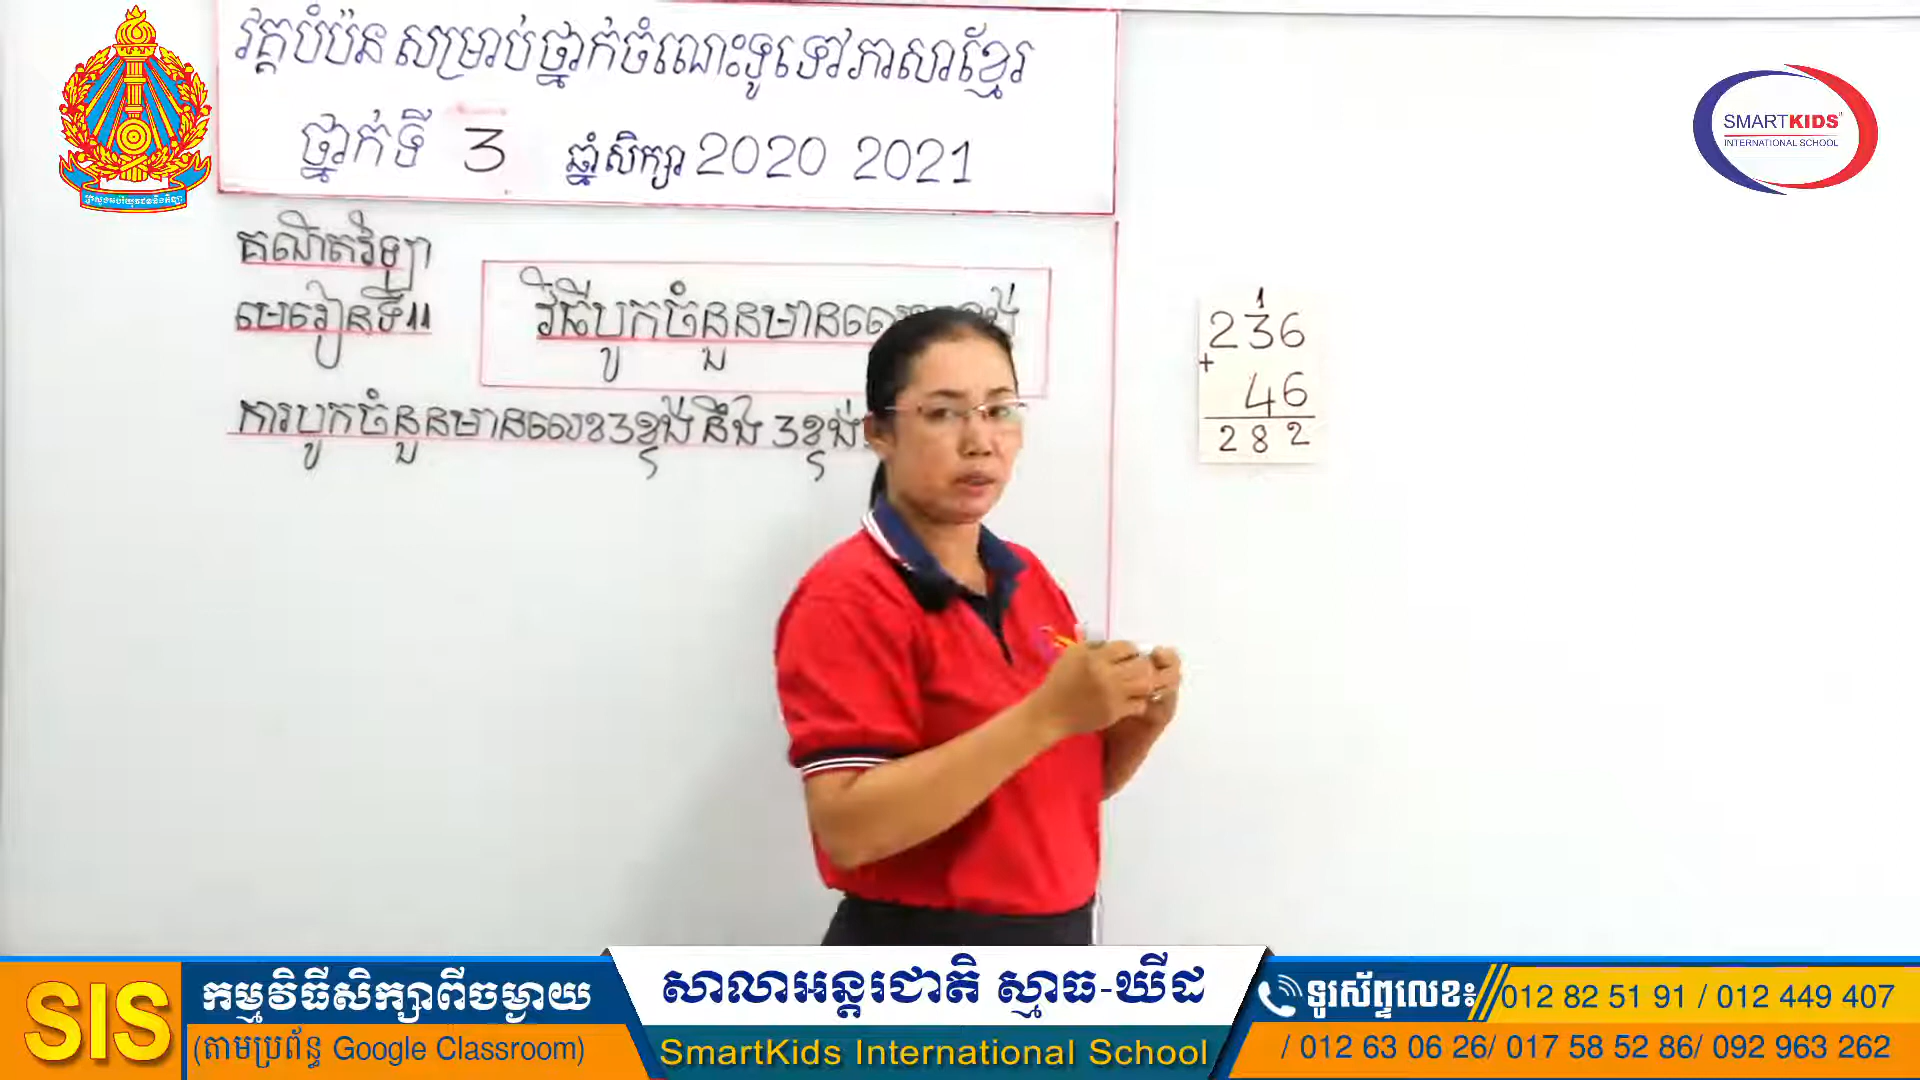 វគ្គបំប៉ន សម្រាប់ថ្នាក់ចំណេះទូទៅភាសាខ្មែរ
ថ្នាក់ទី 3 ឆ្នាំសិក្សា 2020 2021
SMARTKIDS
INTERNATIONAL SCHOOL
គណិតវិទ្យា
មេរៀនទី11
វិធីបូកចំនួនមានលេខ
ការបូកចំនួនមានលេខ3ខ្ទង់ និង 3ខ្ទង់
1
236
+
46
282
SIS
កម្មវិធីសិក្សាពីចម្ងាយ
(តាមប្រព័ន្ធ Google Classroom)
សាលាអន្តរជាតិ ស្មាធ-ឃីដ
SmartKids International School
ទូរស័ព្ទលេខ៖ 012 82 51 91 / 012 449 407
/ 012 63 06 26/ 017 58 52 86/ 092 963 262